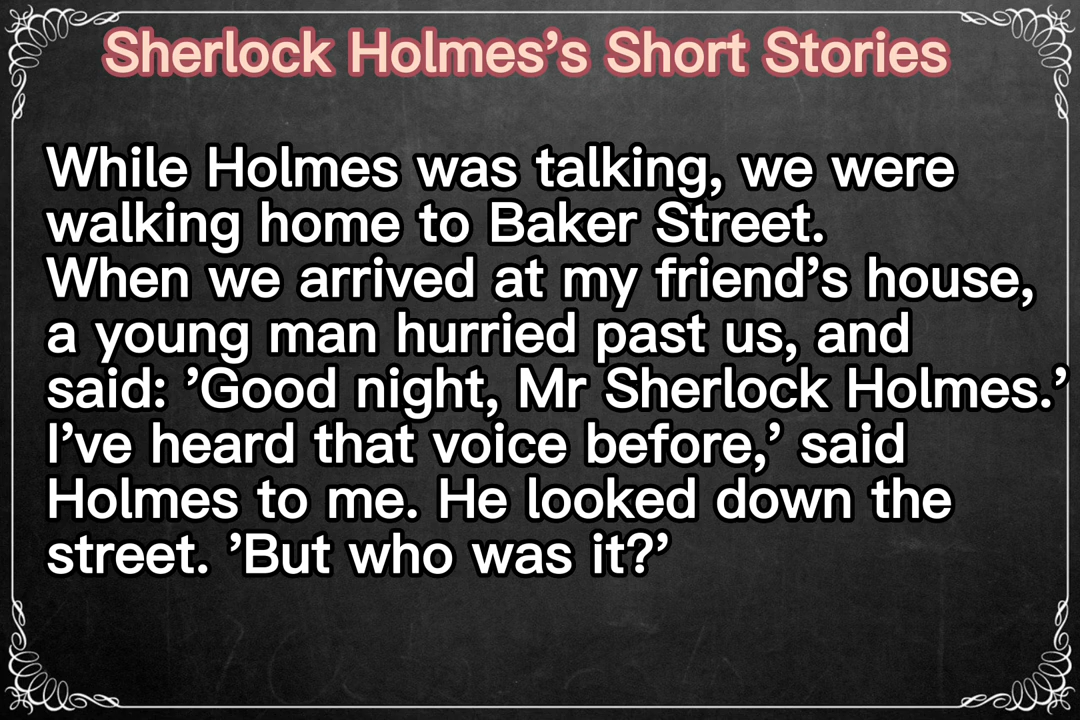 Sherlock Holmes’s Short Stories
While Holmes was talking, we were
walking home to Baker Street.
When we arrived at my friend’s house,
a young man hurried past us, and
said: ’Good night, Mr Sherlock Holmes.’
I’ve heard that voice before,’ said
Holmes to me. He looked down the
street. ’But who was it?’